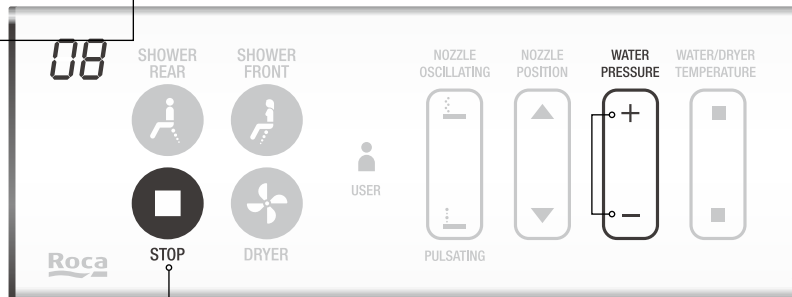 08
SHOWER
REAR
SHOWER
FRONT
NOZZLE
OSCILLATING
NOZZLE
POSITION
WATER
PRESSURE
WATER/DRYER
TEMPERATURE
+
−
USER
STOP
DRYER
PULSATING
Roca